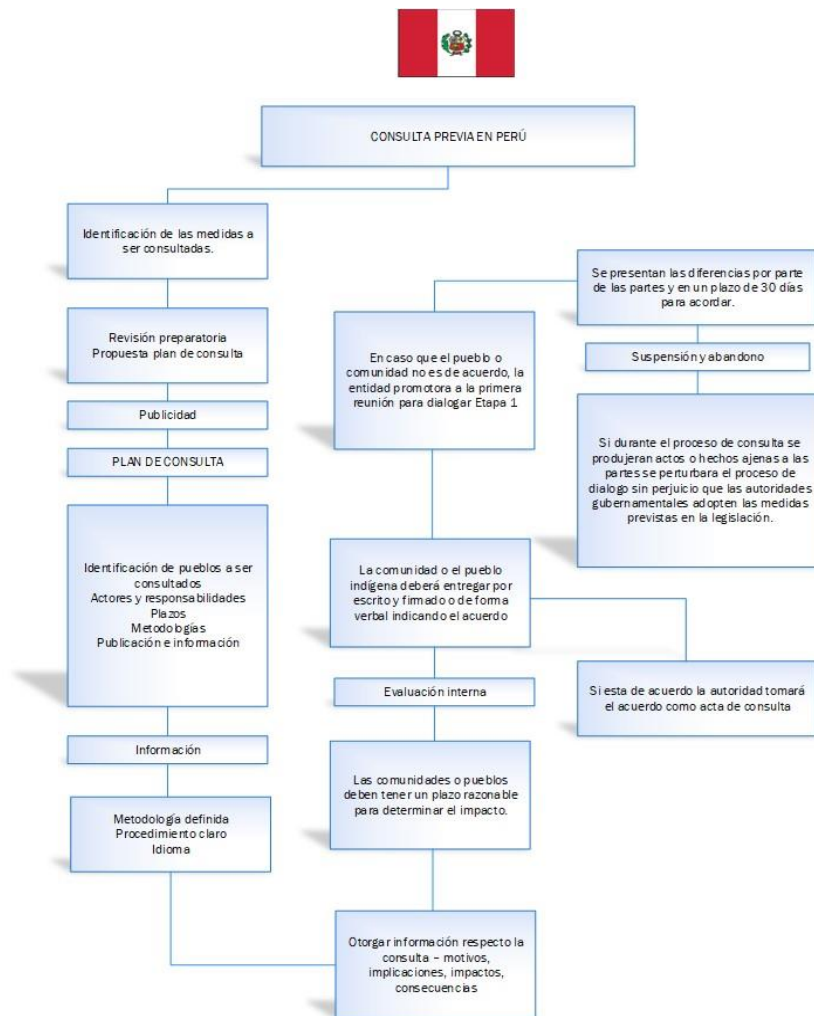 CONSULTA PREVIA EN PERÚ
Identificación de las medidas a
ser consultadas.
Revisión preparatoria
Propuesta plan de consulta
Publicidad
PLAN DE CONSULTA
Identificación de pueblos a ser
consultados
Actores y responsabilidades
Plazos
Metodologías
Publicación e información
Información
Metodología definida
Procedimiento claro
Idioma
Otorgar información respecto la
consulta – motivos,
implicaciones, impactos,
consecuencias
Las comunidades o pueblos
deben tener un plazo razonable
para determinar el impacto.
Evaluación interna
La comunidad o el pueblo
indígena deberá entregar por
escrito y firmado o de forma
verbal indicando el acuerdo
Si esta de acuerdo la autoridad tomará
el acuerdo como acta de consulta
En caso que el pueblo o
comunidad no es de acuerdo, la
entidad promotora a la primera
reunión para dialogar Etapa 1
Se presentan las diferencias por parte
de las partes y en un plazo de 30 días
para acordar.
Suspensión y abandono
Si durante el proceso de consulta se
produjeran actos o hechos ajenas a las
partes se perturbara el proceso de
dialogo sin perjuicio que las autoridades
gubernamentales adopten las medidas
previstas en la legislación.